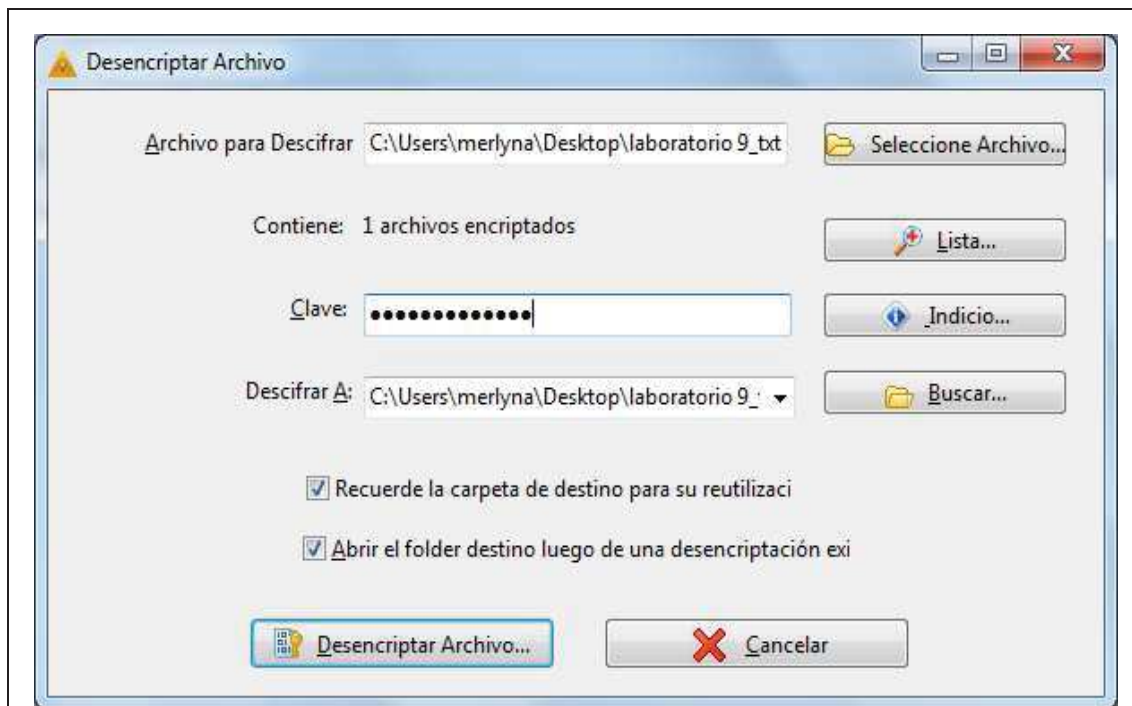 Desencriptar Archivo
Archivo para Descifrar C:\Users\merlyna\Desktop\laboratorio 9_txt Seleccione Archivo...
Contiene: 1 archivos encriptados Lista...
Clave: ••••••••••••• Indicio...
Descifrar A: C:\Users\merlyna\Desktop\laboratorio 9_ Buscar...
Recuerde la carpeta de destino para su reutilizaci
Abrir el folder destino luego de una desencriptación exi
Desencriptar Archivo... Cancelar